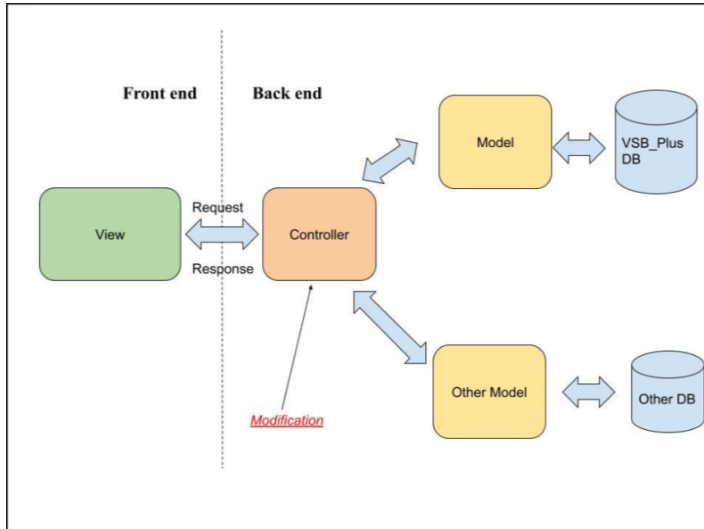 Front end
Back end
Model
VSB_Plus
DB
Request
View
Controller
Response
Other Model
Other DB
Modification